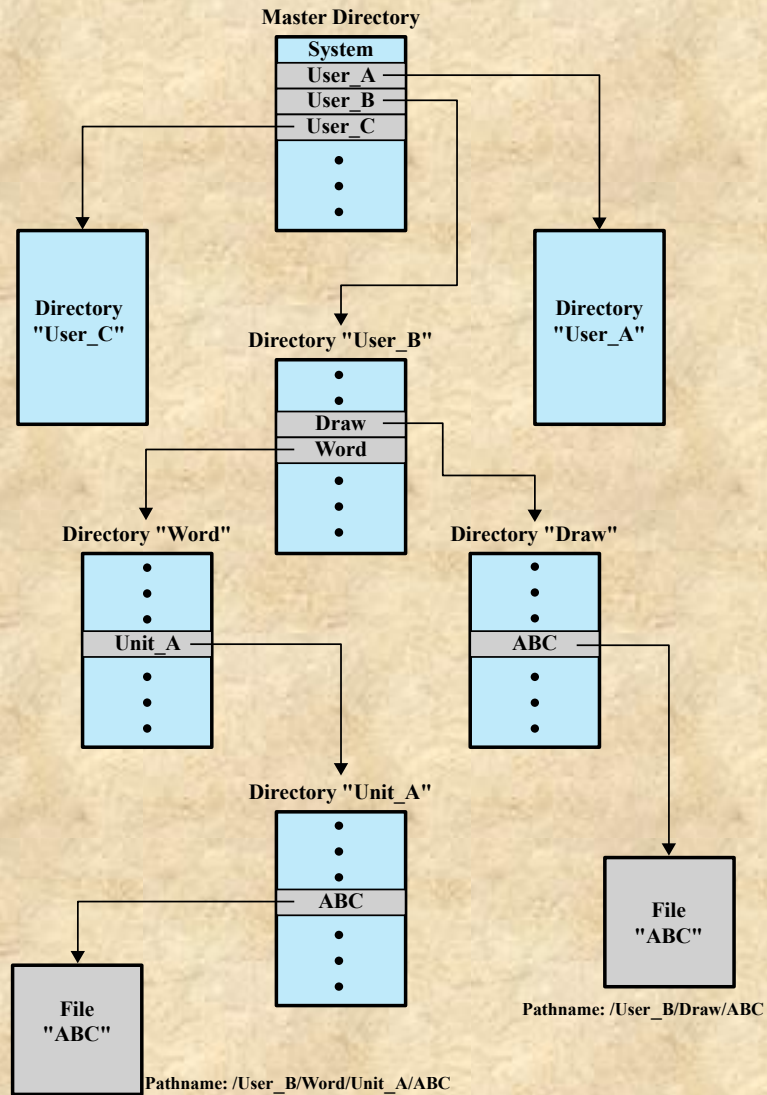 Master Directory
System
User_A
User_B
User_C
Directory
"User_C"
Directory
"User_A"
Directory "User_B"
Draw
Word
Directory "Word"
Directory "Draw"
Unit_A
ABC
Directory "Unit_A"
ABC
File
"ABC"
Pathname: /User_B/Draw/ABC
File
"ABC"
Pathname: /User_B/Word/Unit_A/ABC